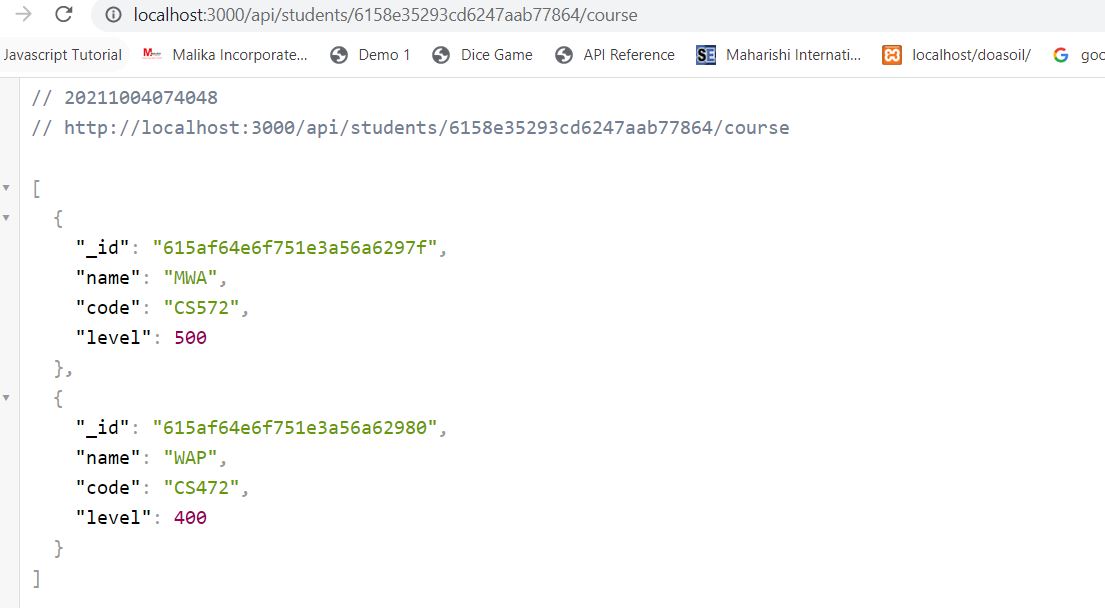 localhost:3000/api/students/6158e35293cd6247aab77864/course
Javascript Tutorial Malika Incorporate... Demo 1 Dice Game API Reference SE Maharishi Internati... localhost/doasoil/ goo
// 20211004074048
// http://localhost:3000/api/students/6158e35293cd6247aab77864/course
[
{
"_id": "615af64e6f751e3a56a6297f",
"name": "MWA",
"code": "CS572",
"level": 500
},
{
"_id": "615af64e6f751e3a56a62980",
"name": "WAP",
"code": "CS472",
"level": 400
}
]